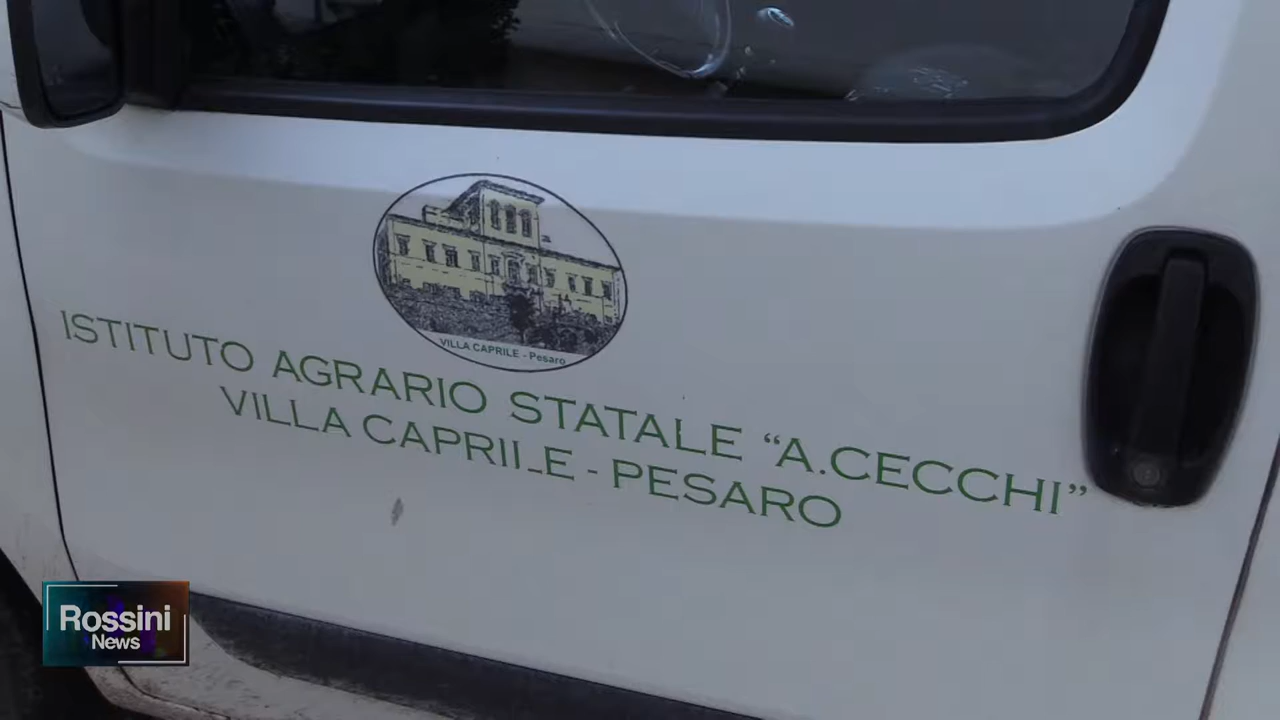 VILLA CAPRILE - Pesaro
ISTITUTO AGRARIO STATALE “A.CECCHI”
VILLA CAPRILE - PESARO
Rossini
News